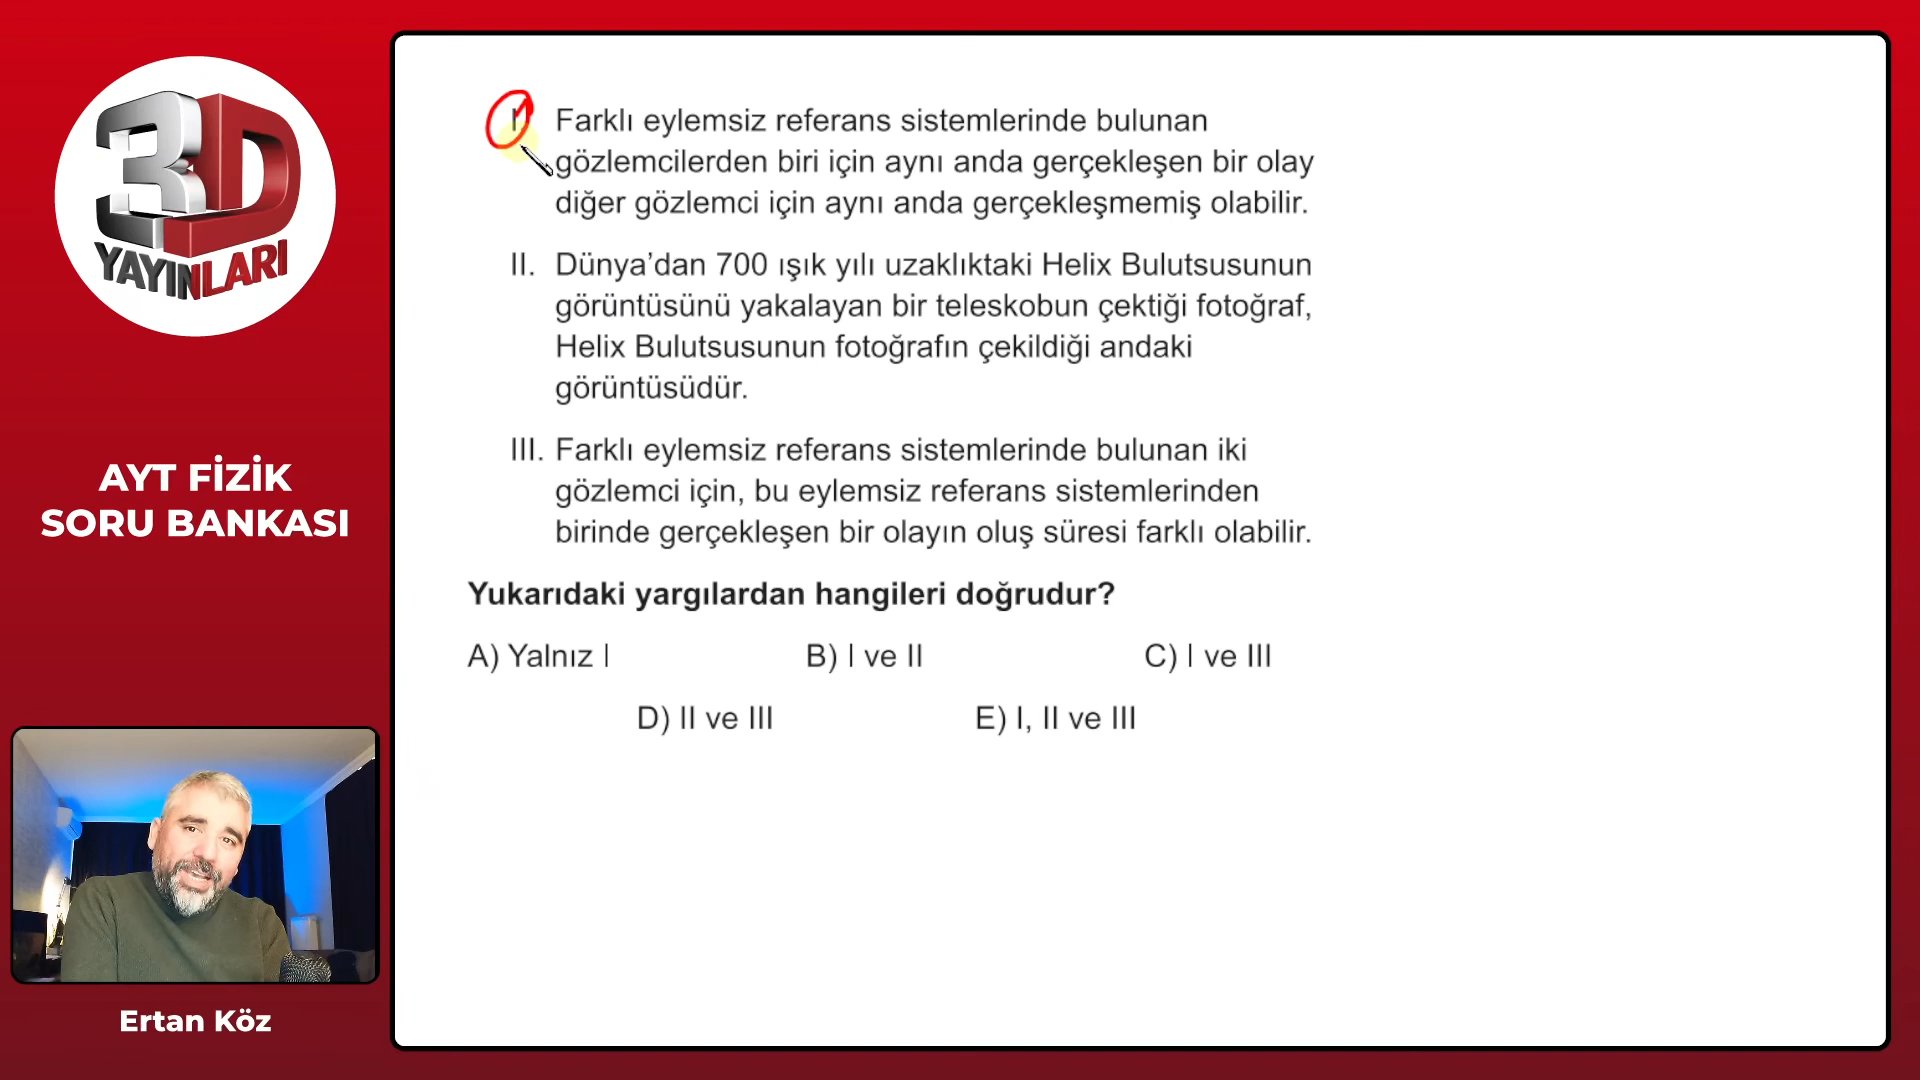 3D
YAYINLARI
AYT FİZİK
SORU BANKASI
Ertan Köz
I. Farklı eylemsiz referans sistemlerinde bulunan
gözlemcilerden biri için aynı anda gerçekleşen bir olay
diğer gözlemci için aynı anda gerçekleşmemiş olabilir.
II. Dünya’dan 700 ışık yılı uzaklıktaki Helix Bulutsusunun
görüntüsünü yakalayan bir teleskobun çektiği fotoğraf,
Helix Bulutsusunun fotoğrafın çekildiği andaki
görüntüsüdür.
III. Farklı eylemsiz referans sistemlerinde bulunan iki
gözlemci için, bu eylemsiz referans sistemlerinden
birinde gerçekleşen bir olayın oluş süresi farklı olabilir.
Yukarıdaki yargılardan hangileri doğrudur?
A) Yalnız I B) I ve II C) I ve III
D) II ve III E) I, II ve III